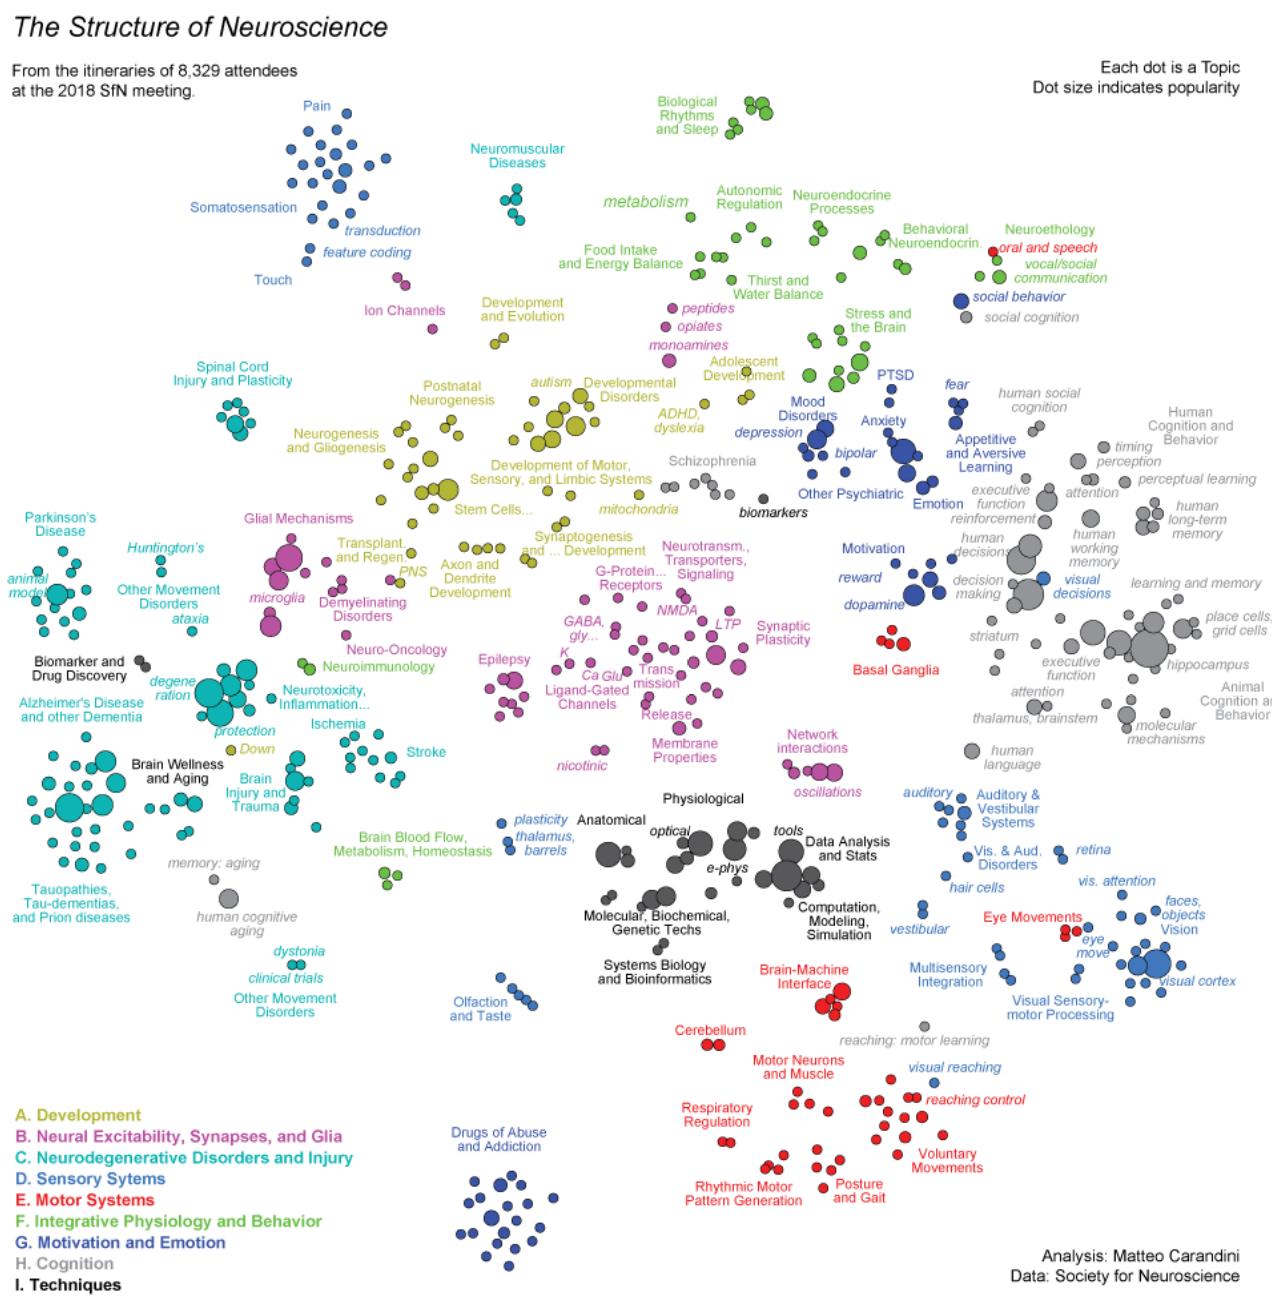 The Structure of Neuroscience
From the itineraries of 8,329 attendees
at the 2018 SfN meeting.
Each dot is a Topic
Dot size indicates popularity
Pain
Somatosensation
transduction
feature coding
Touch
Neuromuscular
Diseases
Biological
Rhythms
and Sleep
metabolism
Autonomic
Regulation
Neuroendocrine
Processes
Food Intake
and Energy Balance
Thirst and
Water Balance
Behavioral
Neuroendocrin.
Neuroethology
oral and speech
vocal/social
communication
social behavior
social cognition
Ion Channels
Development
and Evolution
peptides
opiates
monoamines
Stress and
the Brain
Spinal Cord
Injury and Plasticity
Postnatal
Neurogenesis
autism
Developmental
Disorders
Adolescent
Development
ADHD,
dyslexia
PTSD
fear
Mood
Disorders
depression
Anxiety
bipolar
Appetitive
and Aversive
Learning
Other Psychiatric
Emotion
human social
cognition
Human
Cognition and
Behavior
timing
perception
perceptual learning
attention
executive
function
reinforcement
human
long-term
memory
human
working
memory
human
decisions
decision
making
visual
decisions
learning and memory
place cells,
grid cells
hippocampus
striatum
executive
function
attention
thalamus, brainstem
molecular
mechanisms
Animal
Cognition a
Behavior
human
language
Neurogenesis
and Gliogenesis
Development of Motor,
Sensory, and Limbic Systems
Schizophrenia
biomarkers
Stem Cells...
mitochondria
Synaptogenesis
and ... Development
Transplant.
and Regen.
PNS
Axon and
Dendrite
Development
Parkinson's
Disease
animal
model
Huntington's
Other Movement
Disorders
ataxia
Glial Mechanisms
microglia
Demyelinating
Disorders
Neuro-Oncology
Neuroimmunology
Neurotransm.,
Transporters,
Signaling
G-Protein...
Receptors
NMDA
LTP
Synaptic
Plasticity
GABA,
gly...
K
Ca Glu
Trans
mission
Ligand-Gated
Channels
Release
Membrane
Properties
nicotinic
Epilepsy
Motivation
reward
dopamine
Basal Ganglia
Network
interactions
oscillations
Biomarker and
Drug Discovery
degene
ration
Neurotoxicity,
Inflammation...
Alzheimer's Disease
and other Dementia
protection
Down
Ischemia
Stroke
Brain Wellness
and Aging
Brain
Injury and
Trauma
Tauopathies,
Tau-dementias,
and Prion diseases
memory: aging
human cognitive
aging
Brain Blood Flow,
Metabolism, Homeostasis
dystonia
clinical trials
Other Movement
Disorders
plasticity
thalamus,
barrels
Olfaction
and Taste
Physiological
Anatomical
optical
tools
e-phys
Data Analysis
and Stats
Molecular, Biochemical,
Genetic Techs
Computation,
Modeling,
Simulation
Systems Biology
and Bioinformatics
auditory
Auditory &
Vestibular
Systems
Vis. & Aud.
Disorders
retina
hair cells
vestibular
vis. attention
faces,
objects
Vision
Eye Movements
eye
move
visual cortex
Multisensory
Integration
Visual Sensory-
motor Processing
Brain-Machine
Interface
Cerebellum
reaching: motor learning
Motor Neurons
and Muscle
visual reaching
reaching control
Respiratory
Regulation
Voluntary
Movements
Rhythmic Motor
Pattern Generation
Posture
and Gait
Drugs of Abuse
and Addiction
A. Development
B. Neural Excitability, Synapses, and Glia
C. Neurodegenerative Disorders and Injury
D. Sensory Sytems
E. Motor Systems
F. Integrative Physiology and Behavior
G. Motivation and Emotion
H. Cognition
I. Techniques
Analysis: Matteo Carandini
Data: Society for Neuroscience